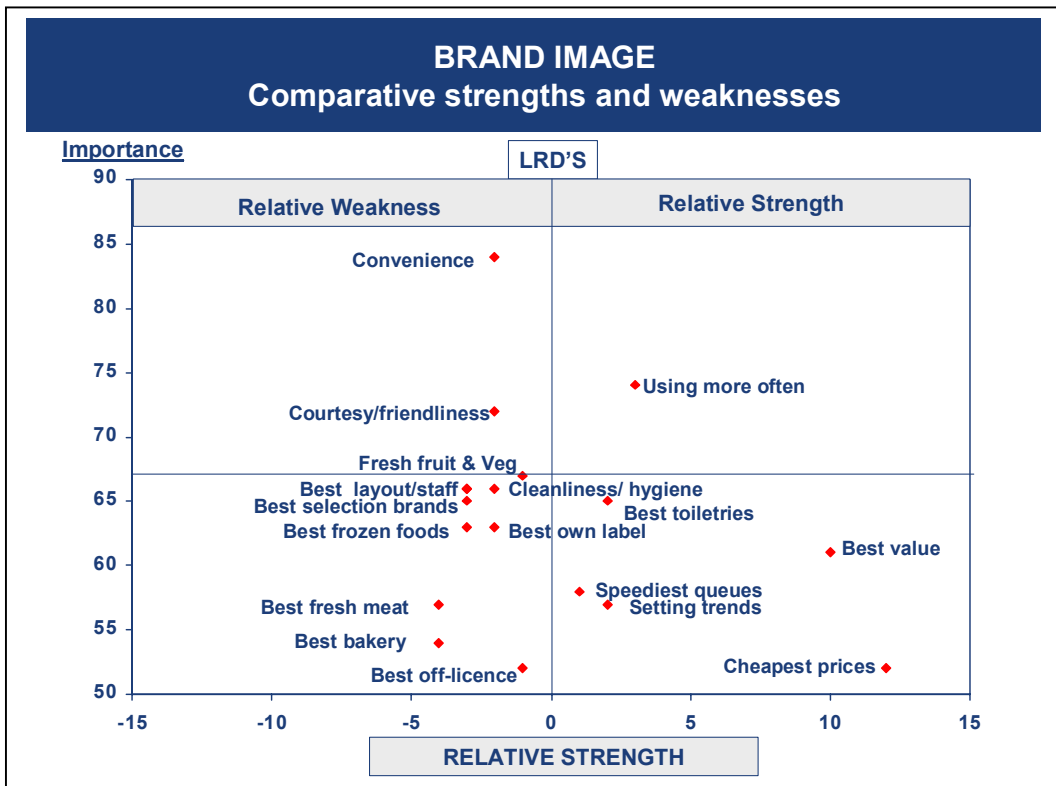 BRAND IMAGE
Comparative strengths and weaknesses
Importance
LRD'S
90
Relative Weakness
Relative Strength
85
Convenience
80
75
Using more often
Courtesy/friendliness
70
Fresh fruit & Veg
Best layout/staff
Cleanliness/ hygiene
65
Best selection brands
Best toiletries
Best frozen foods
Best own label
Best value
60
Speediest queues
Best fresh meat
Setting trends
55
Best bakery
Best off-licence
Cheapest prices
50
-15 -10 -5 0 5 10 15
RELATIVE STRENGTH